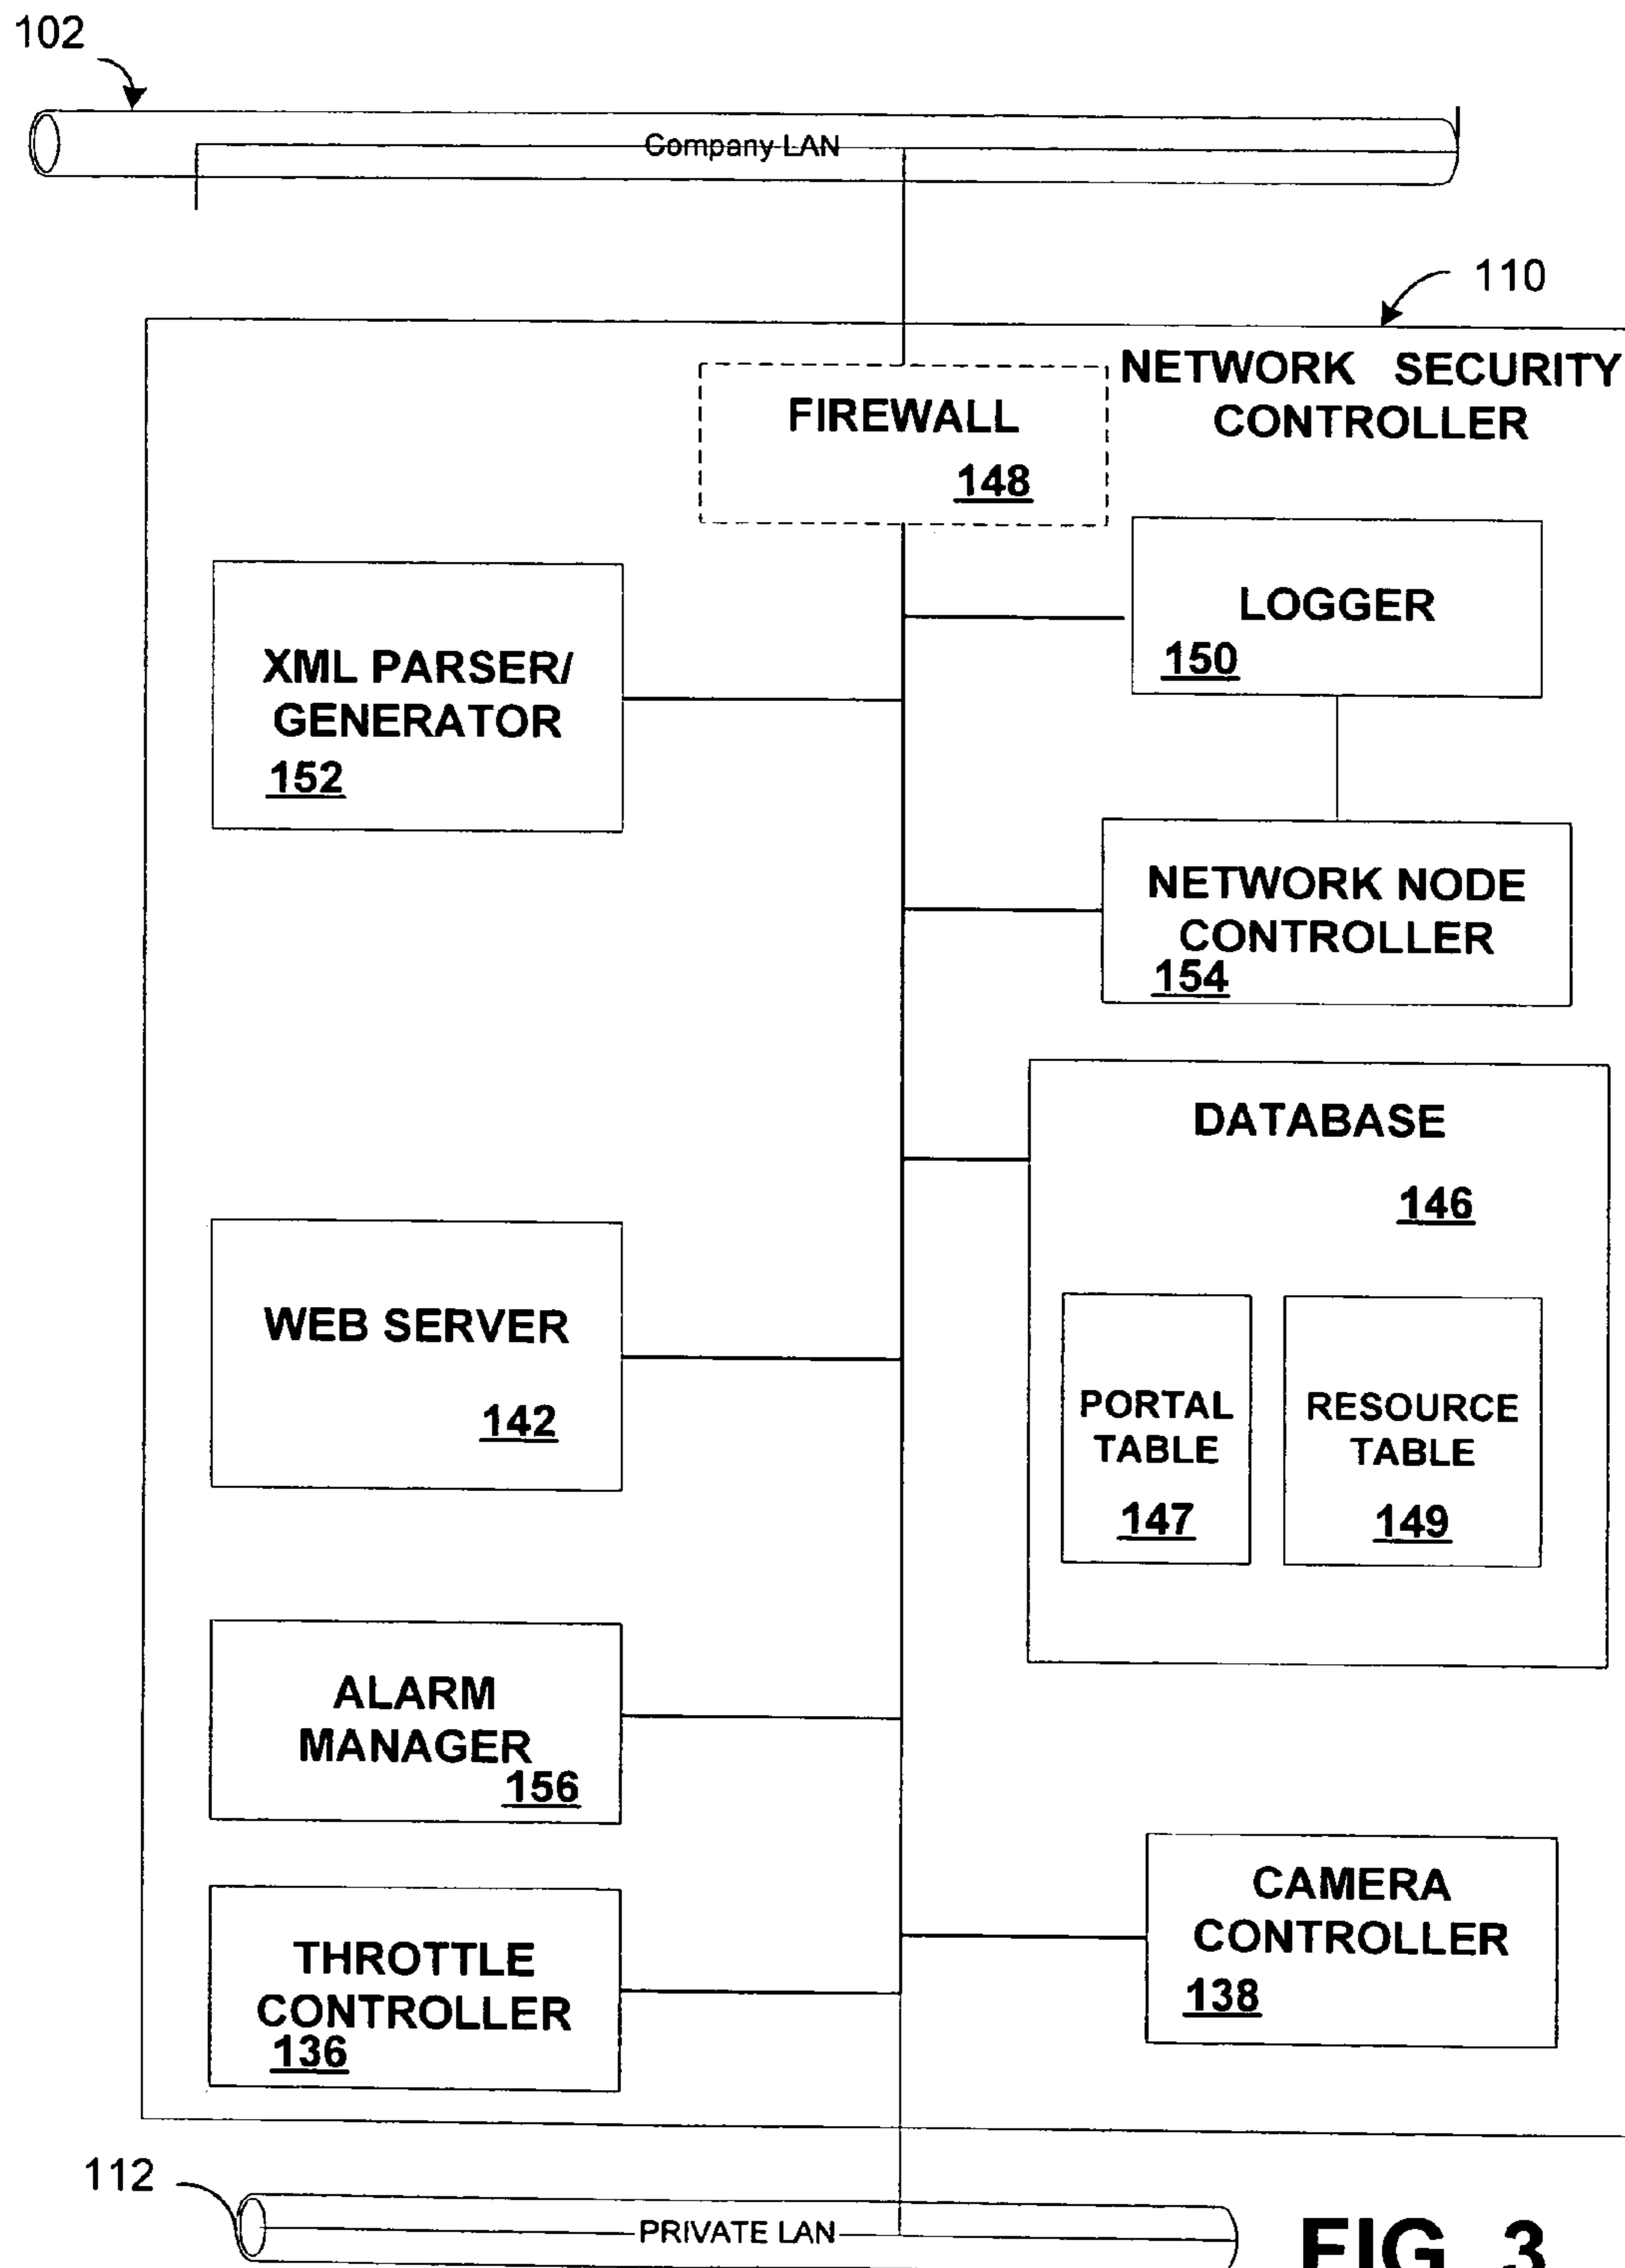 102
Company LAN
110
NETWORK SECURITY
CONTROLLER
FIREWALL
148
LOGGER
150
XML PARSER/
GENERATOR
152
NETWORK NODE
CONTROLLER
154
DATABASE
146
WEB SERVER
142
PORTAL
TABLE
147
RESOURCE
TABLE
149
ALARM
MANAGER
156
CAMERA
CONTROLLER
138
THROTTLE
CONTROLLER
136
112
PRIVATE LAN
FIG. 3